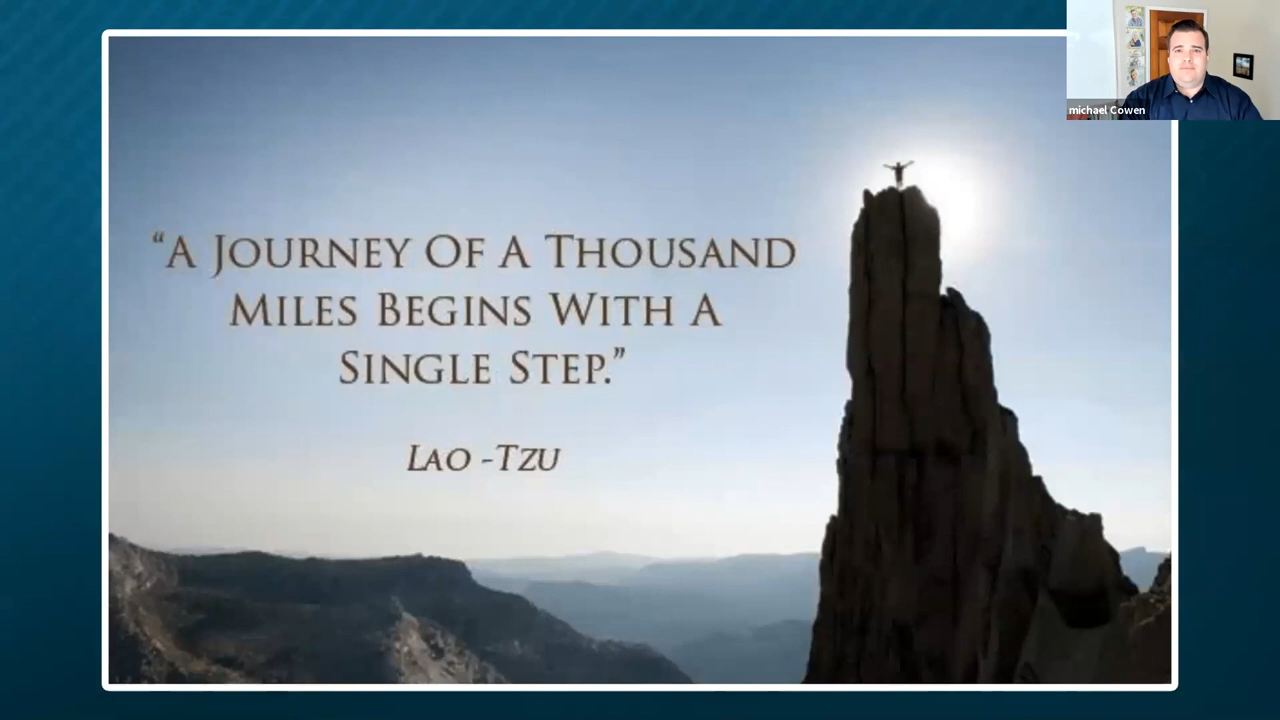 michael Cowen
“A Journey Of A Thousand
Miles Begins With A
Single Step.”
Lao -Tzu